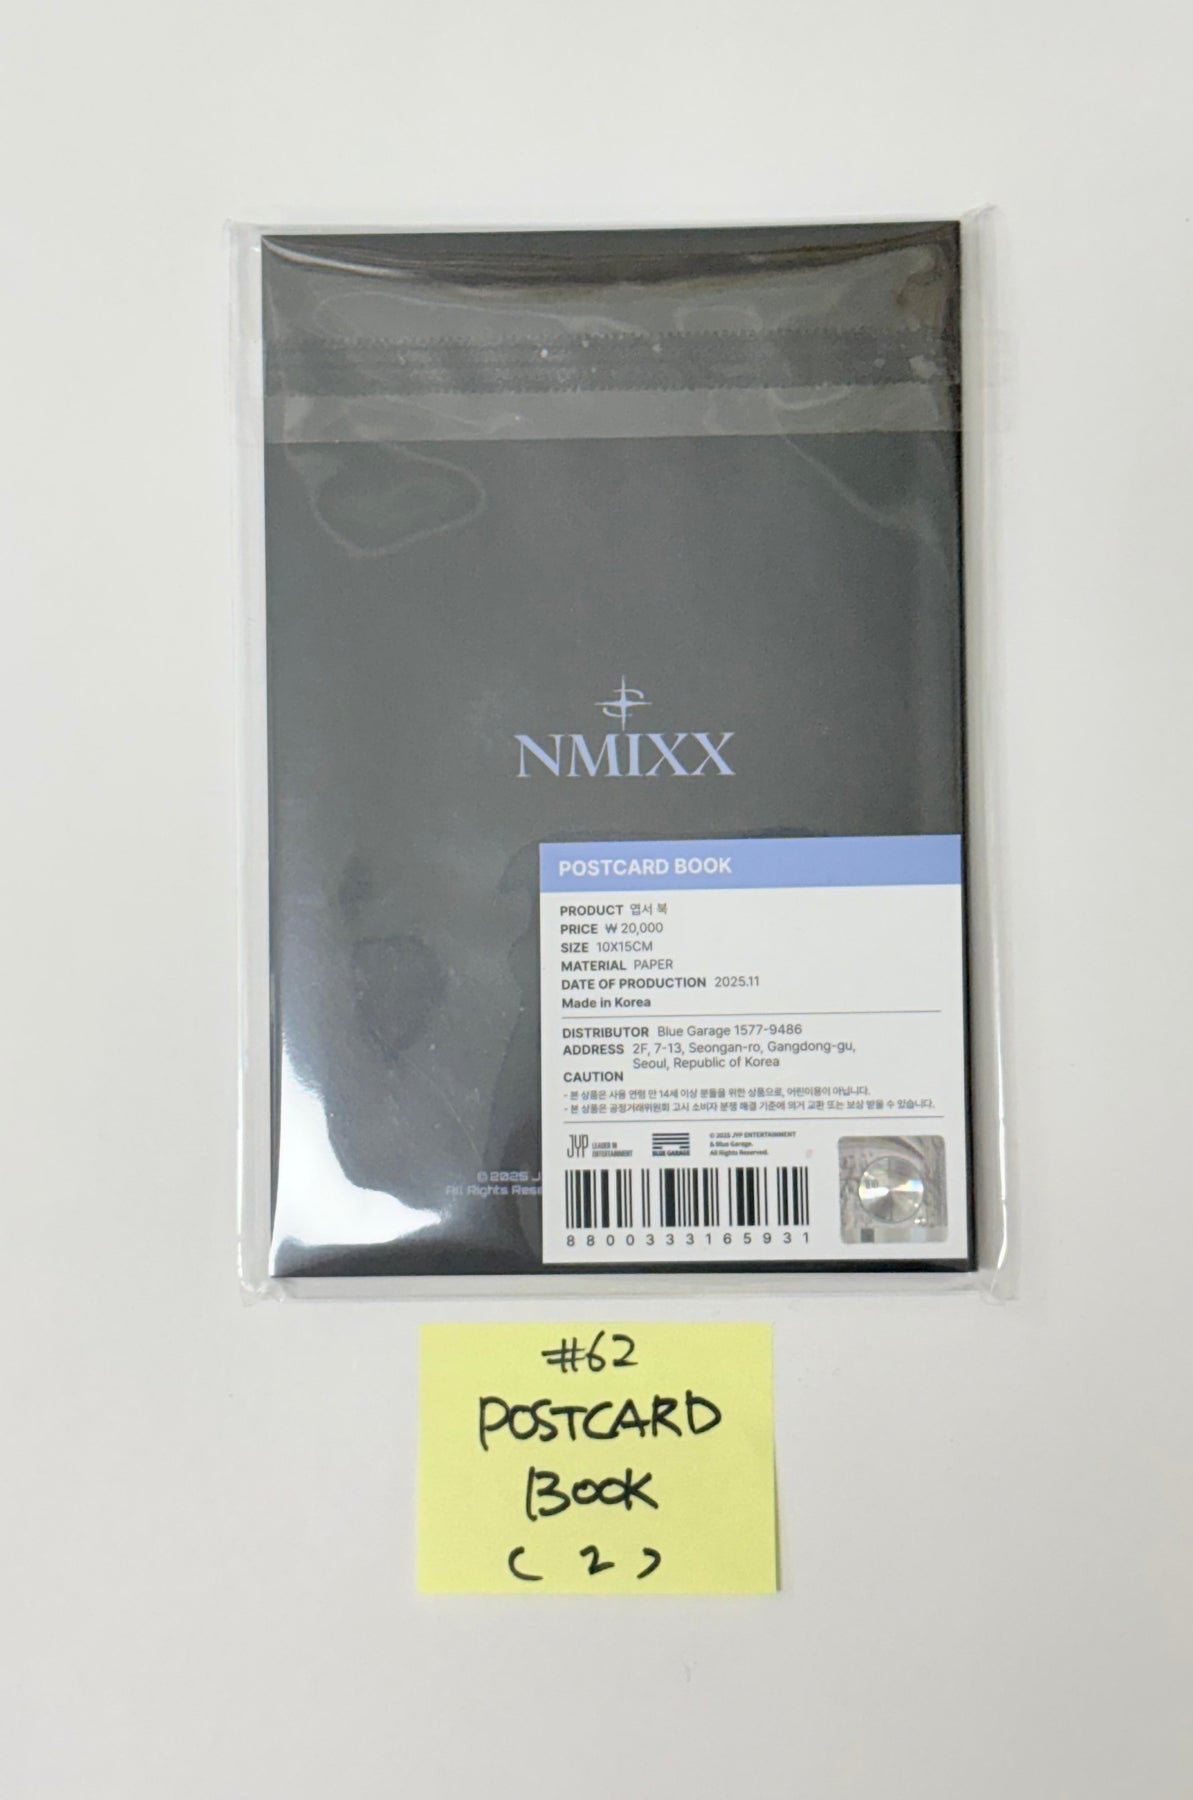 NMIXX
POSTCARD BOOK
PRODUCT 엽서 북
PRICE ₩ 20,000
SIZE 10X15CM
MATERIAL PAPER
DATE OF PRODUCTION 2025.11
Made in Korea
DISTRIBUTOR Blue Garage 1577-9486
ADDRESS 2F, 7-13, Seongan-ro, Gangdong-gu,
Seoul, Republic of Korea
CAUTION
- 본 상품은 사용 연령 만 14세 이상 분들을 위한 상품으로, 어린이용이 아닙니다.
- 본 상품은 공정거래위원회 고시 소비자 분쟁 해결 기준에 의거 교환 또는 보상 받을 수 있습니다.
JYP LEADER IN ENTERTAINMENT
BLUE GARAGE
© 2025 JYP ENTERTAINMENT
& Blue Garage.
All Rights Reserved.
© 2025 J
All Rights Rese
8800333165931
#62
POSTCARD
BOOK
( 2 )